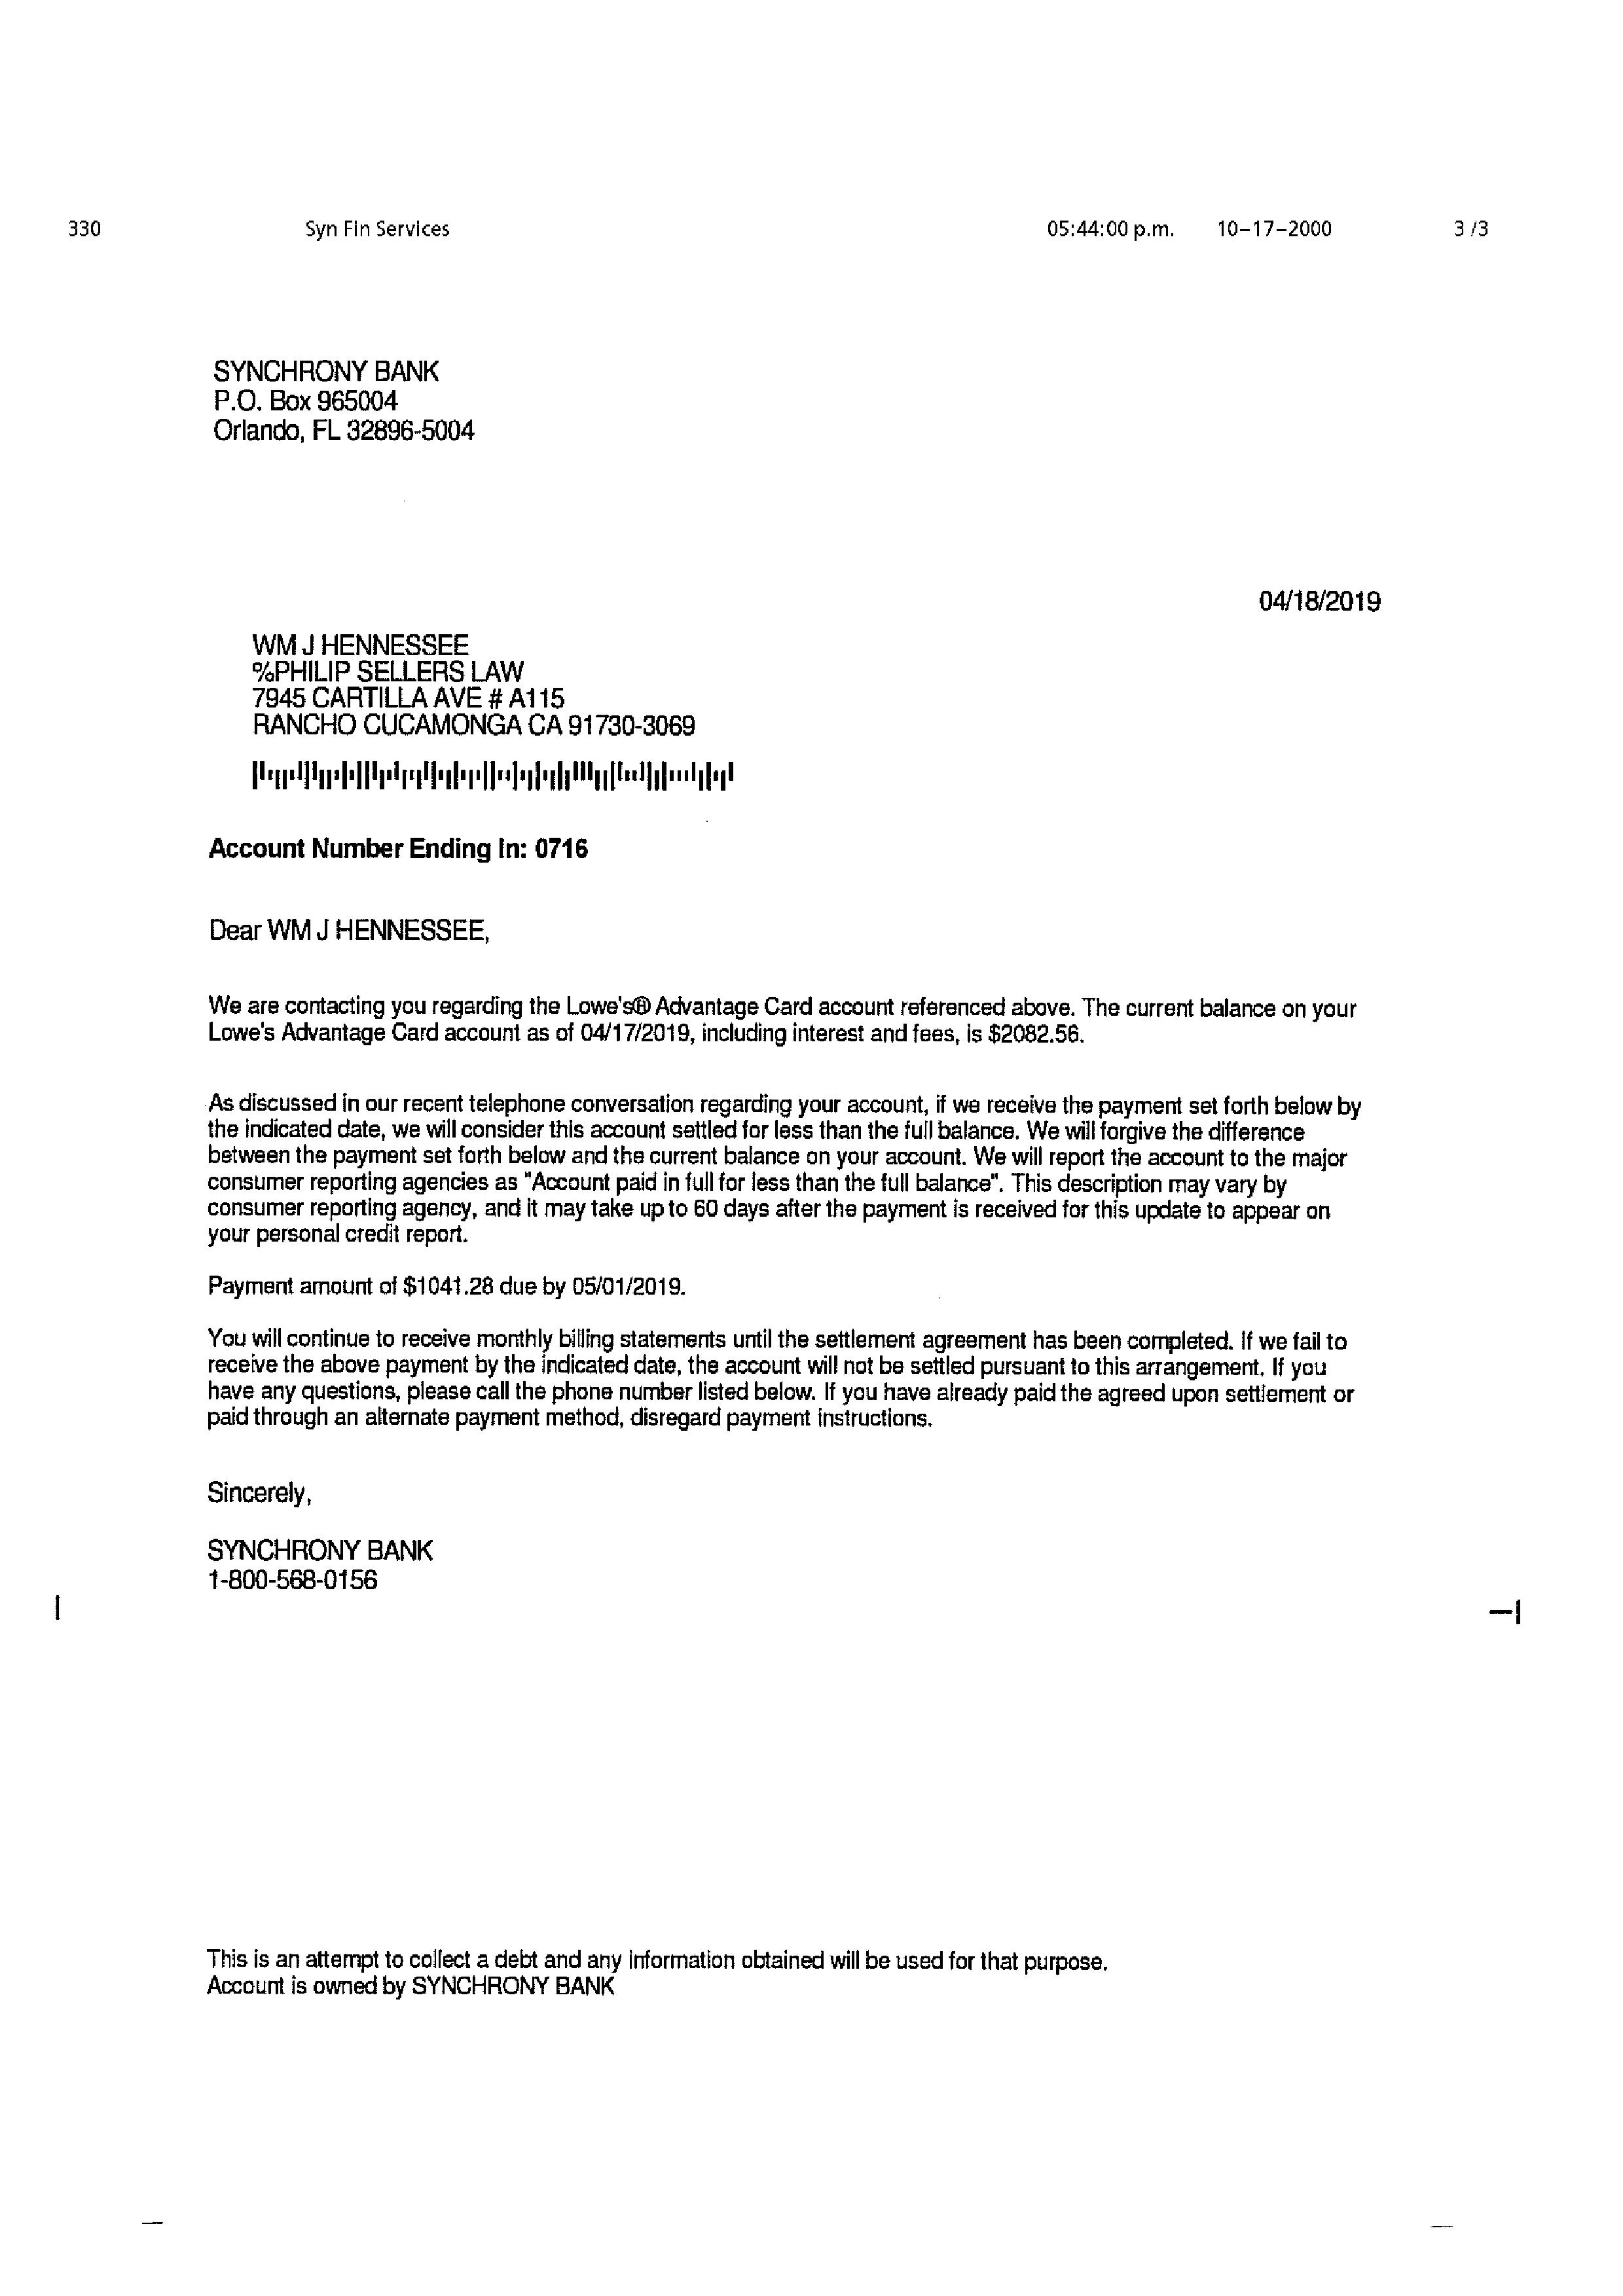 330 Syn Fin Services 05:44:00 p.m. 10-17-2000 3 /3
SYNCHRONY BANK
P.O. Box 965004
Orlando, FL 32896-5004
04/18/2019
WM J HENNESSEE
%PHILIP SELLERS LAW
7945 CARTILLA AVE # A115
RANCHO CUCAMONGA CA 91730-3069
Account Number Ending In: 0716
Dear WM J HENNESSEE,
We are contacting you regarding the Lowe's® Advantage Card account referenced above. The current balance on your
Lowe's Advantage Card account as of 04/17/2019, including interest and fees, is $2082.56.
As discussed in our recent telephone conversation regarding your account, if we receive the payment set forth below by
the indicated date, we will consider this account settled for less than the full balance. We will forgive the difference
between the payment set forth below and the current balance on your account. We will report the account to the major
consumer reporting agencies as "Account paid in full for less than the full balance". This description may vary by
consumer reporting agency, and it may take up to 60 days after the payment is received for this update to appear on
your personal credit report.
Payment amount of $1041.28 due by 05/01/2019.
You will continue to receive monthly billing statements until the settlement agreement has been completed. If we fail to
receive the above payment by the indicated date, the account will not be settled pursuant to this arrangement. If you
have any questions, please call the phone number listed below. If you have already paid the agreed upon settlement or
paid through an alternate payment method, disregard payment instructions.
Sincerely,
SYNCHRONY BANK
1-800-568-0156
This is an attempt to collect a debt and any information obtained will be used for that purpose.
Account is owned by SYNCHRONY BANK